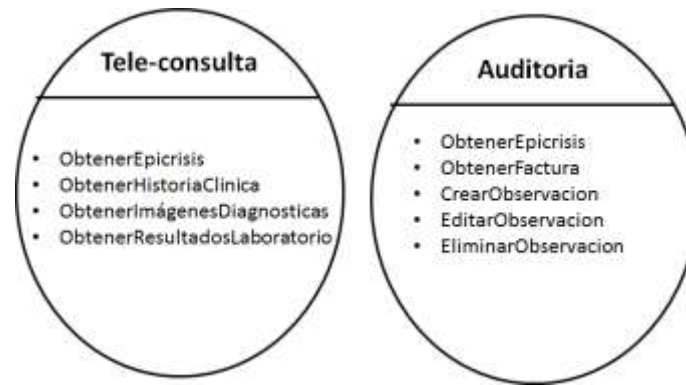 Tele-consulta
• ObtenerEpicrisis
• ObtenerHistoriaClinica
• ObtenerImágenesDiagnosticas
• ObtenerResultadosLaboratorio
Auditoria
• ObtenerEpicrisis
• ObtenerFactura
• CrearObservacion
• EditarObservacion
• EliminarObservacion